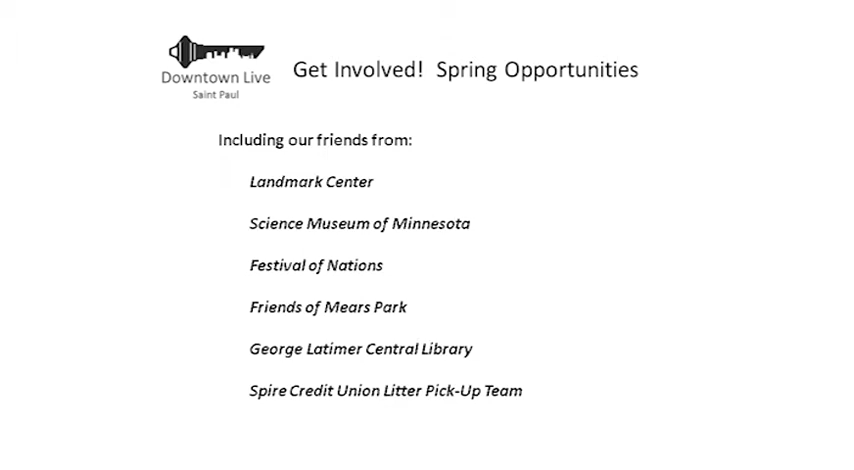 Downtown Live
Saint Paul
Get Involved!  Spring Opportunities
Including our friends from:
Landmark Center
Science Museum of Minnesota
Festival of Nations
Friends of Mears Park
George Latimer Central Library
Spire Credit Union Litter Pick-Up Team